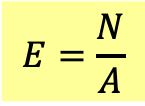 E = N/A